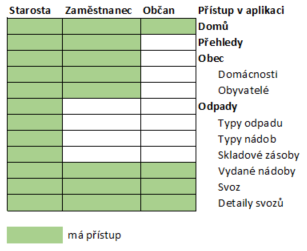 Starosta Zaměstnanec Občan Přístup v aplikaci
Domů
Přehledy
Obec
Domácnosti
Obyvatelé
Odpady
Typy odpadu
Typy nádob
Skladové zásoby
Vydané nádoby
Svoz
Detaily svozů
má přístup